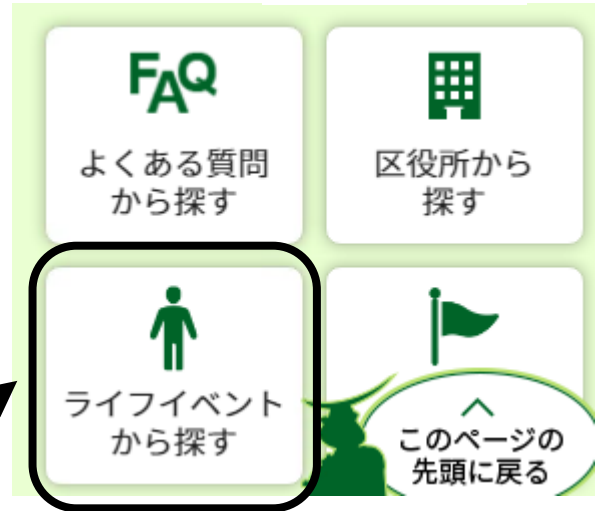 FAQ
よくある質問
から探す
区役所から
探す
ライフイベント
から探す
このページの
先頭に戻る